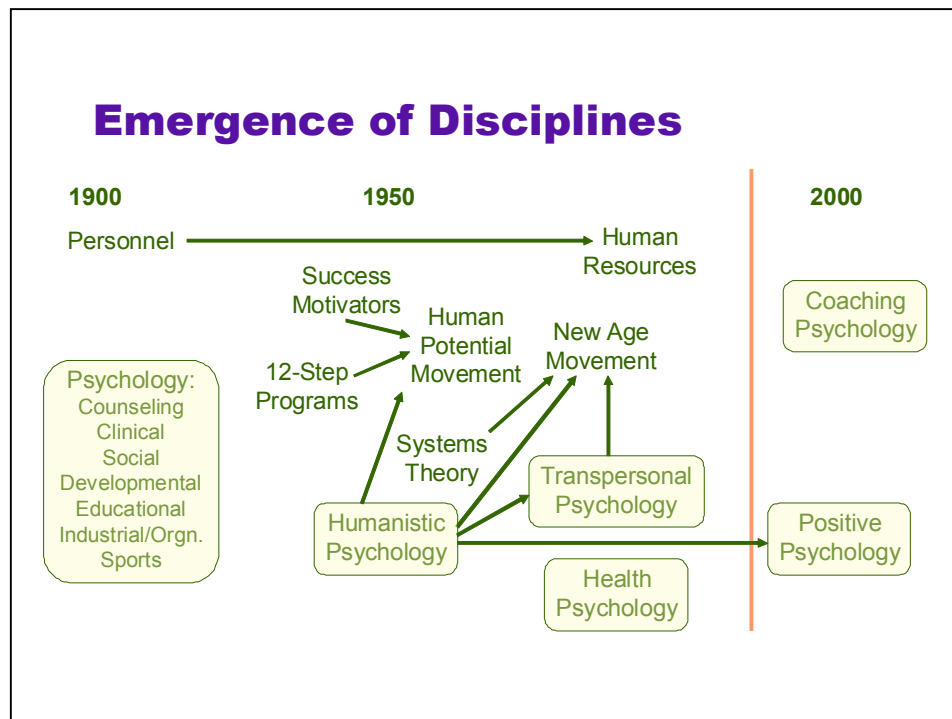 Emergence of Disciplines
1900
1950
2000
Personnel
Human
Resources
Success
Motivators
Human
Potential
Movement
New Age
Movement
Coaching
Psychology
12-Step
Programs
Psychology:
Counseling
Clinical
Social
Developmental
Educational
Industrial/Orgn.
Sports
Systems
Theory
Transpersonal
Psychology
Humanistic
Psychology
Positive
Psychology
Health
Psychology